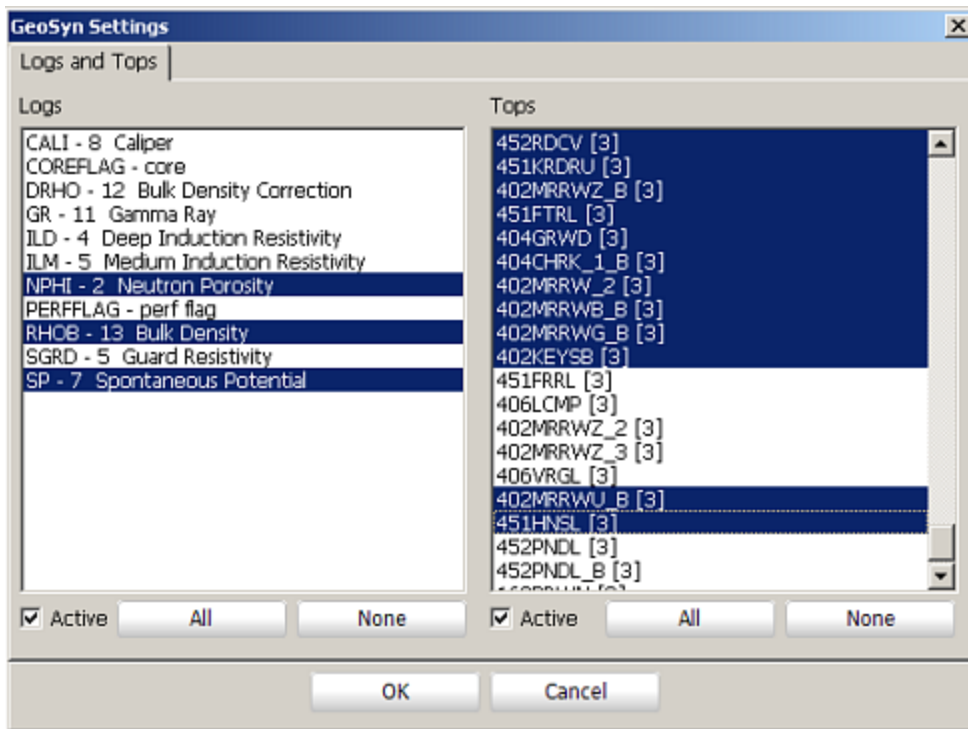 GeoSyn Settings
Logs and Tops
Logs
CALI - 8 Caliper
COREFLAG - core
DRHO - 12 Bulk Density Correction
GR - 11 Gamma Ray
ILD - 4 Deep Induction Resistivity
ILM - 5 Medium Induction Resistivity
NPHI - 2 Neutron Porosity
PERFFLAG - perf flag
RHOB - 13 Bulk Density
SGRD - 5 Guard Resistivity
SP - 7 Spontaneous Potential
Active
All
None
Tops
452RDCV [3]
451KRDRU [3]
402MRRWZ_B [3]
451FTRL [3]
404GRWD [3]
404CHRK_1_B [3]
402MRRW_2 [3]
402MRRWB_B [3]
402MRRWG_B [3]
402KEYSB [3]
451FRRL [3]
406LCMP [3]
402MRRWZ_2 [3]
402MRRWZ_3 [3]
406VRGL [3]
402MRRWU_B [3]
451HNSL [3]
452PNDL [3]
452PNDL_B [3]
Active
All
None
OK
Cancel